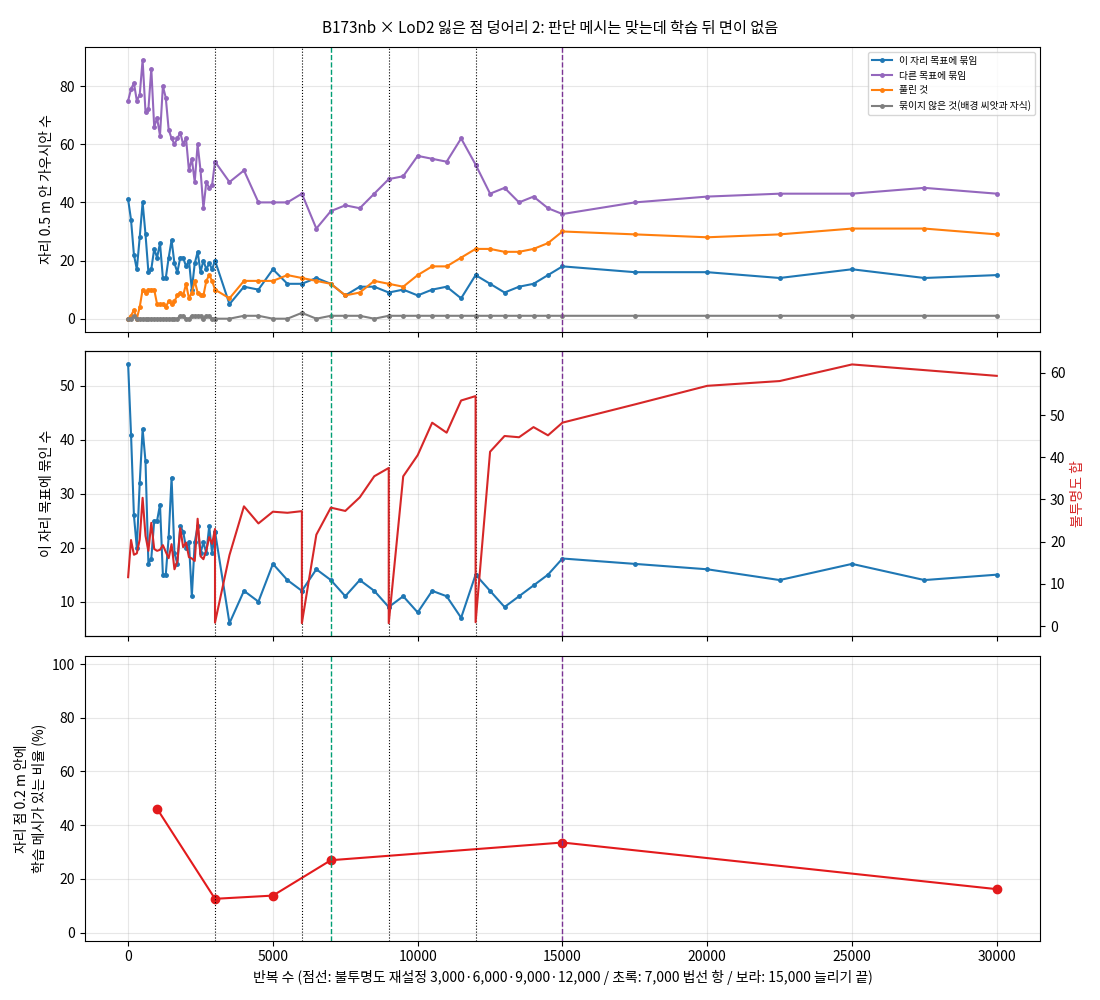 B173nb × LoD2 잃은 점 덩어리 2: 판단 메시는 맞는데 학습 뒤 면이 없음
자리 0.5 m 안 가우시안 수
80
60
40
20
0
이 자리 목표에 묶임
다른 목표에 묶임
풀린 것
묶이지 않은 것(배경 씨앗과 자식)
이 자리 목표에 묶인 수
50
40
30
20
10
60
50
40
30
20
10
0
불투명도 합
자리 점 0.2 m 안에
학습 메시가 있는 비율 (%)
100
80
60
40
20
0
0 5000 10000 15000 20000 25000 30000
반복 수 (점선: 불투명도 재설정 3,000·6,000·9,000·12,000 / 초록: 7,000 법선 항 / 보라: 15,000 늘리기 끝)